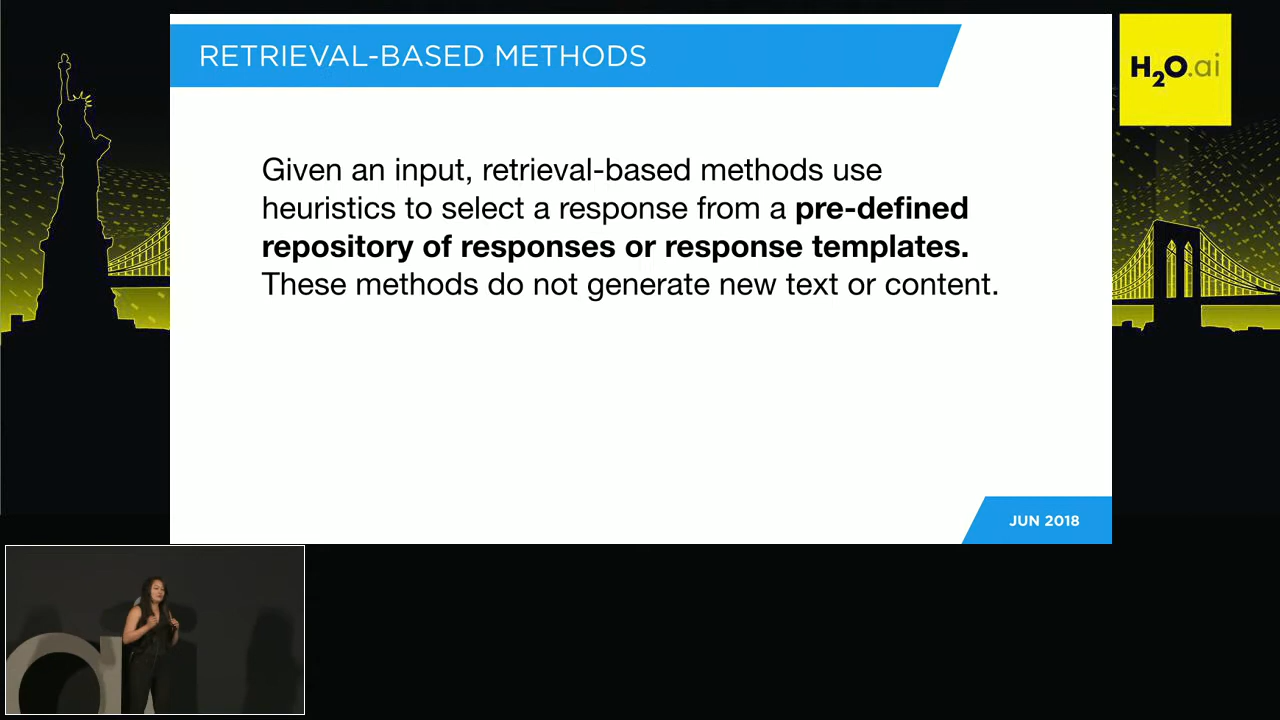 RETRIEVAL-BASED METHODS
H2O.ai
Given an input, retrieval-based methods use
heuristics to select a response from a pre-defined
repository of responses or response templates.
These methods do not generate new text or content.
JUN 2018